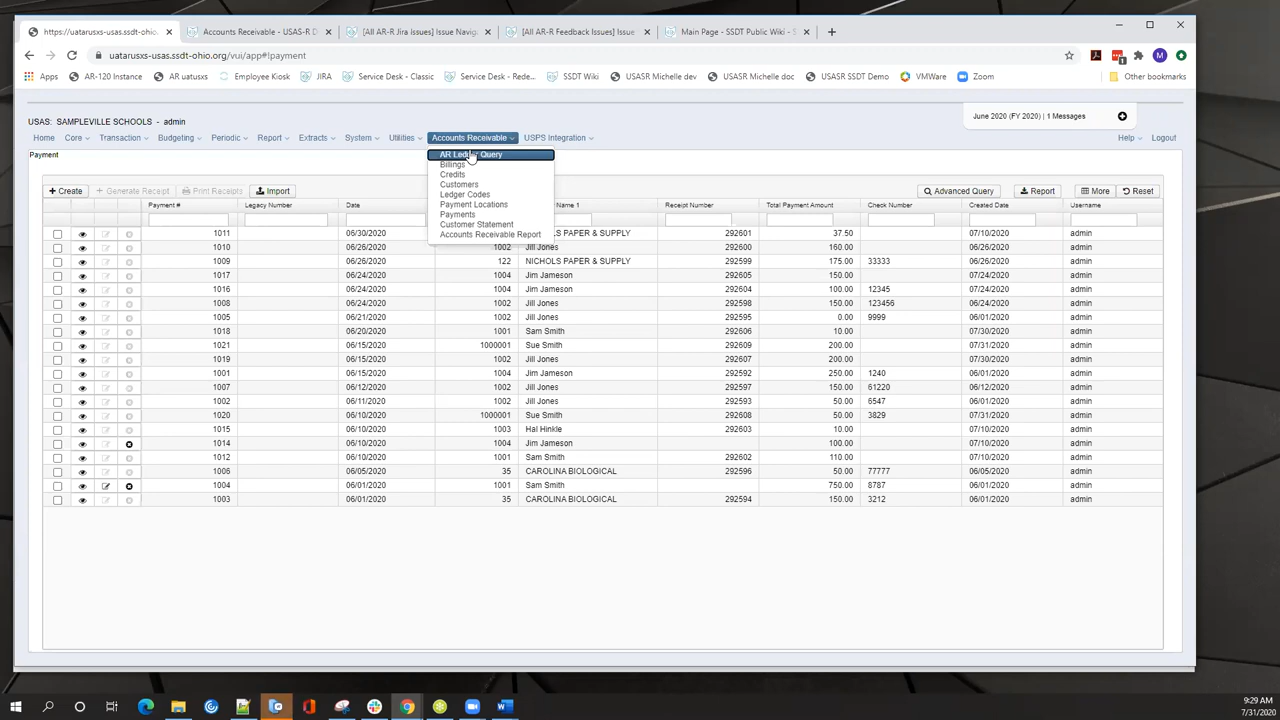 https://uatarusxs-usas.ssdt-ohio.
Accounts Receivable - USAS-R D
[All AR-R Jira Issues] Issue Navig
[All AR-R Feedback Issues] Issue
Main Page - SSDT Public Wiki -
uatarusxs-usas.ssdt-ohio.org/vui/app#!payment
M
1
Apps
AR-120 Instance
AR uatusxs
Employee Kiosk
JIRA
Service Desk - Classic
Service Desk - Rede...
SSDT Wiki
USASR Michelle dev
USASR Michelle doc
USASR SSDT Demo
VMWare
Zoom
Other bookmarks
USAS: SAMPLEVILLE SCHOOLS - admin
June 2020 (FY 2020) | 1 Messages
Home Core Transaction Budgeting Periodic Report Extracts System Utilities Accounts Receivable USPS Integration Help Logout
Payment
AR Ledger Query
Billings
Credits
Customers
Ledger Codes
Payment Locations
Payments
Customer Statement
Accounts Receivable Report
Create Generate Receipt Print Receipts Import Advanced Query Report More Reset
Payment # Legacy Number Date Name 1 Receipt Number Total Payment Amount Check Number Created Date Username
1011 06/30/2020 LS PAPER & SUPPLY 292601 37.50 07/10/2020 admin
1010 06/26/2020 1002 Jill Jones 292600 160.00 06/26/2020 admin
1009 06/26/2020 122 NICHOLS PAPER & SUPPLY 292599 175.00 33333 06/26/2020 admin
1017 06/24/2020 1004 Jim Jameson 292605 150.00 07/24/2020 admin
1016 06/24/2020 1004 Jim Jameson 292604 100.00 12345 07/24/2020 admin
1008 06/24/2020 1002 Jill Jones 292598 150.00 123456 06/24/2020 admin
1005 06/21/2020 1002 Jill Jones 292595 0.00 9999 06/01/2020 admin
1018 06/20/2020 1001 Sam Smith 292606 10.00 07/30/2020 admin
1021 06/15/2020 1000001 Sue Smith 292609 200.00 07/31/2020 admin
1019 06/15/2020 1002 Jill Jones 292607 200.00 07/30/2020 admin
1001 06/15/2020 1004 Jim Jameson 292592 250.00 1240 06/01/2020 admin
1007 06/12/2020 1002 Jill Jones 292597 150.00 61220 06/12/2020 admin
1002 06/11/2020 1002 Jill Jones 292593 50.00 6547 06/01/2020 admin
1020 06/10/2020 1000001 Sue Smith 292608 50.00 3829 07/31/2020 admin
1015 06/10/2020 1003 Hal Hinkle 292603 10.00 07/10/2020 admin
1014 06/10/2020 1004 Jim Jameson 100.00 07/10/2020 admin
1012 06/10/2020 1001 Sam Smith 292602 110.00 07/10/2020 admin
1006 06/05/2020 35 CAROLINA BIOLOGICAL 292596 50.00 77777 06/05/2020 admin
1004 06/01/2020 1001 Sam Smith 750.00 8787 06/01/2020 admin
1003 06/01/2020 35 CAROLINA BIOLOGICAL 292594 150.00 3212 06/01/2020 admin
9:29 AM
7/31/2020